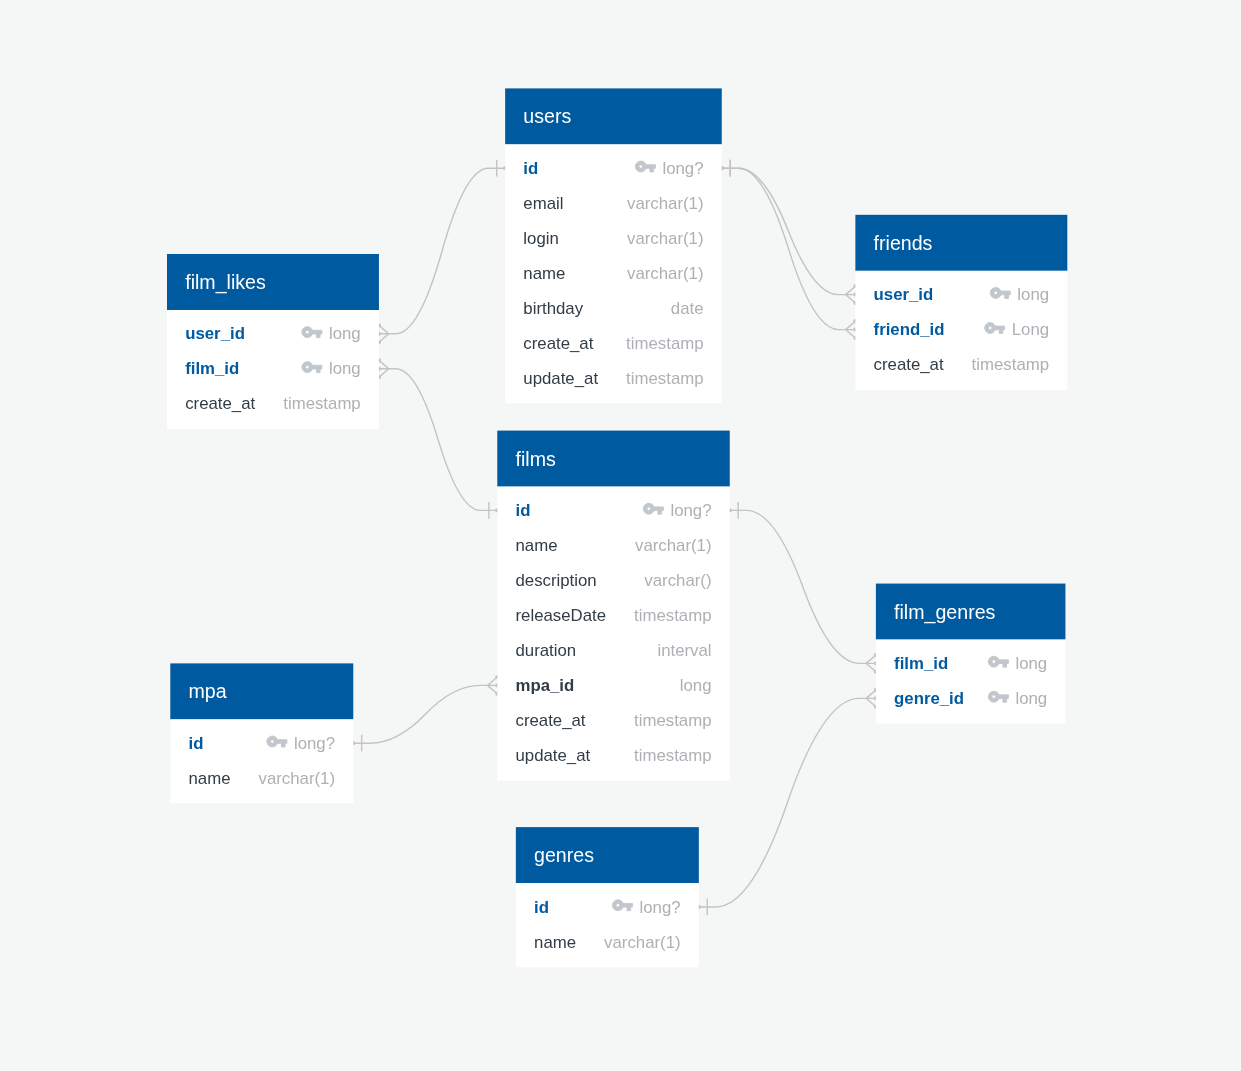 users
id long?
email varchar(1)
login varchar(1)
name varchar(1)
birthday date
create_at timestamp
update_at timestamp
friends
user_id long
friend_id Long
create_at timestamp
film_likes
user_id long
film_id long
create_at timestamp
films
id long?
name varchar(1)
description varchar()
releaseDate timestamp
duration interval
mpa_id long
create_at timestamp
update_at timestamp
film_genres
film_id long
genre_id long
mpa
id long?
name varchar(1)
genres
id long?
name varchar(1)